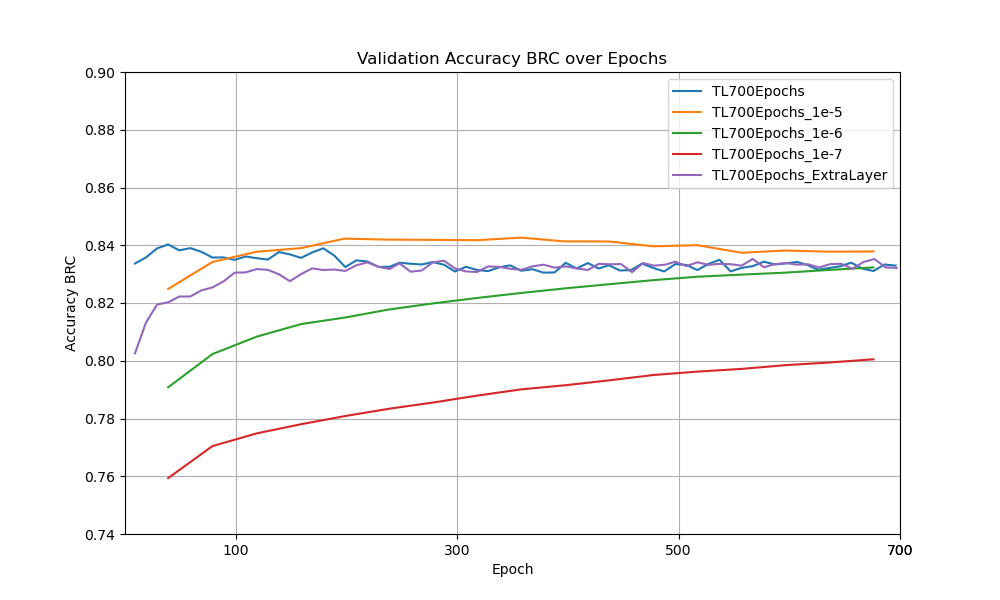 Validation Accuracy BRC over Epochs
0.90
0.88
0.86
0.84
0.82
0.80
0.78
0.76
0.74
Accuracy BRC
TL700Epochs
TL700Epochs_1e-5
TL700Epochs_1e-6
TL700Epochs_1e-7
TL700Epochs_ExtraLayer
100 300 500 700
Epoch